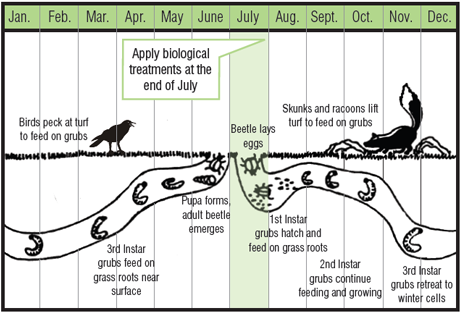 Jan. Feb. Mar. Apr. May June July Aug. Sept. Oct. Nov. Dec.
Apply biological
treatments at the
end of July
Birds peck at turf
to feed on grubs
Skunks and racoons lift
turf to feed on grubs
Beetle lays
eggs
Pupa forms,
adult beetle
emerges
1st Instar
grubs hatch and
feed on grass roots
3rd Instar
grubs feed on
grass roots near
surface
2nd Instar
grubs continue
feeding and growing
3rd Instar
grubs retreat to
winter cells